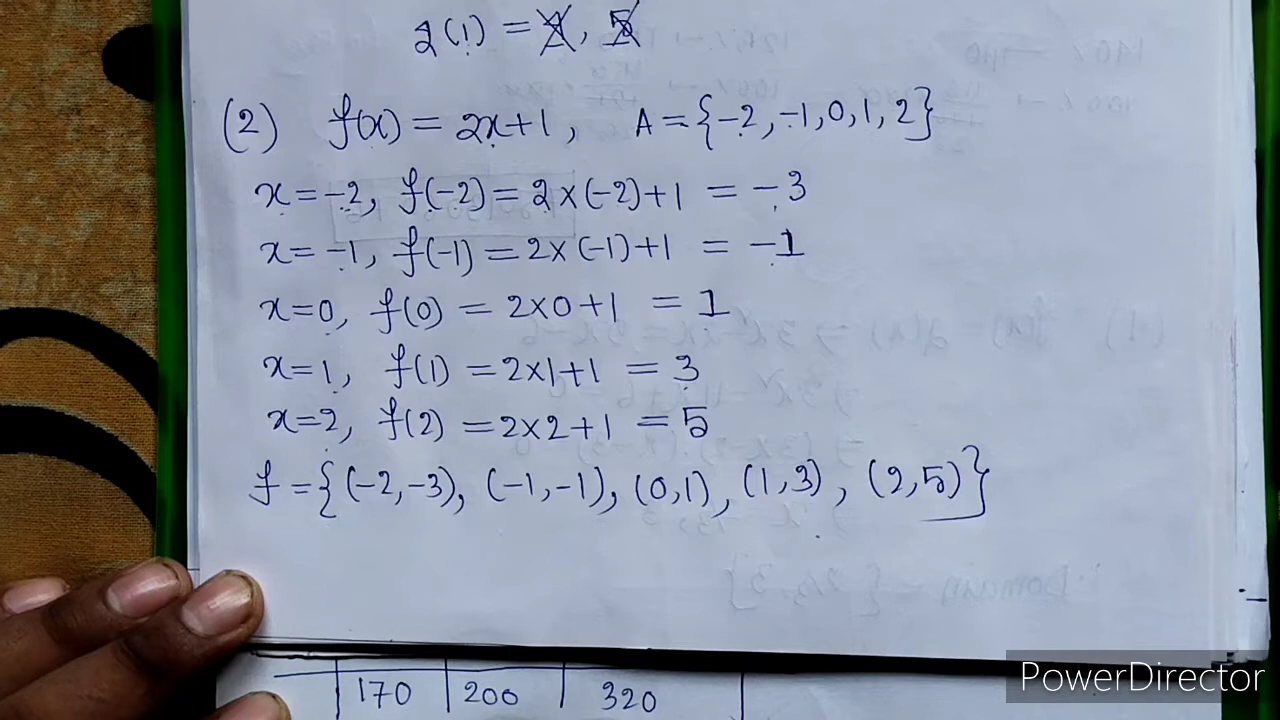 2(1) = 4, 5
(2) f(x) = 2x+1, A = {-2, -1, 0, 1, 2}
x = -2, f(-2) = 2×(-2)+1 = -3
x = -1, f(-1) = 2×(-1)+1 = -1
x=0, f(0) = 2×0+1 = 1
x=1, f(1) = 2×1+1 = 3
x=2, f(2) = 2×2+1 = 5
f = {(-2,-3), (-1,-1), (0,1), (1,3), (2,5)}
170 200 320
PowerDirector